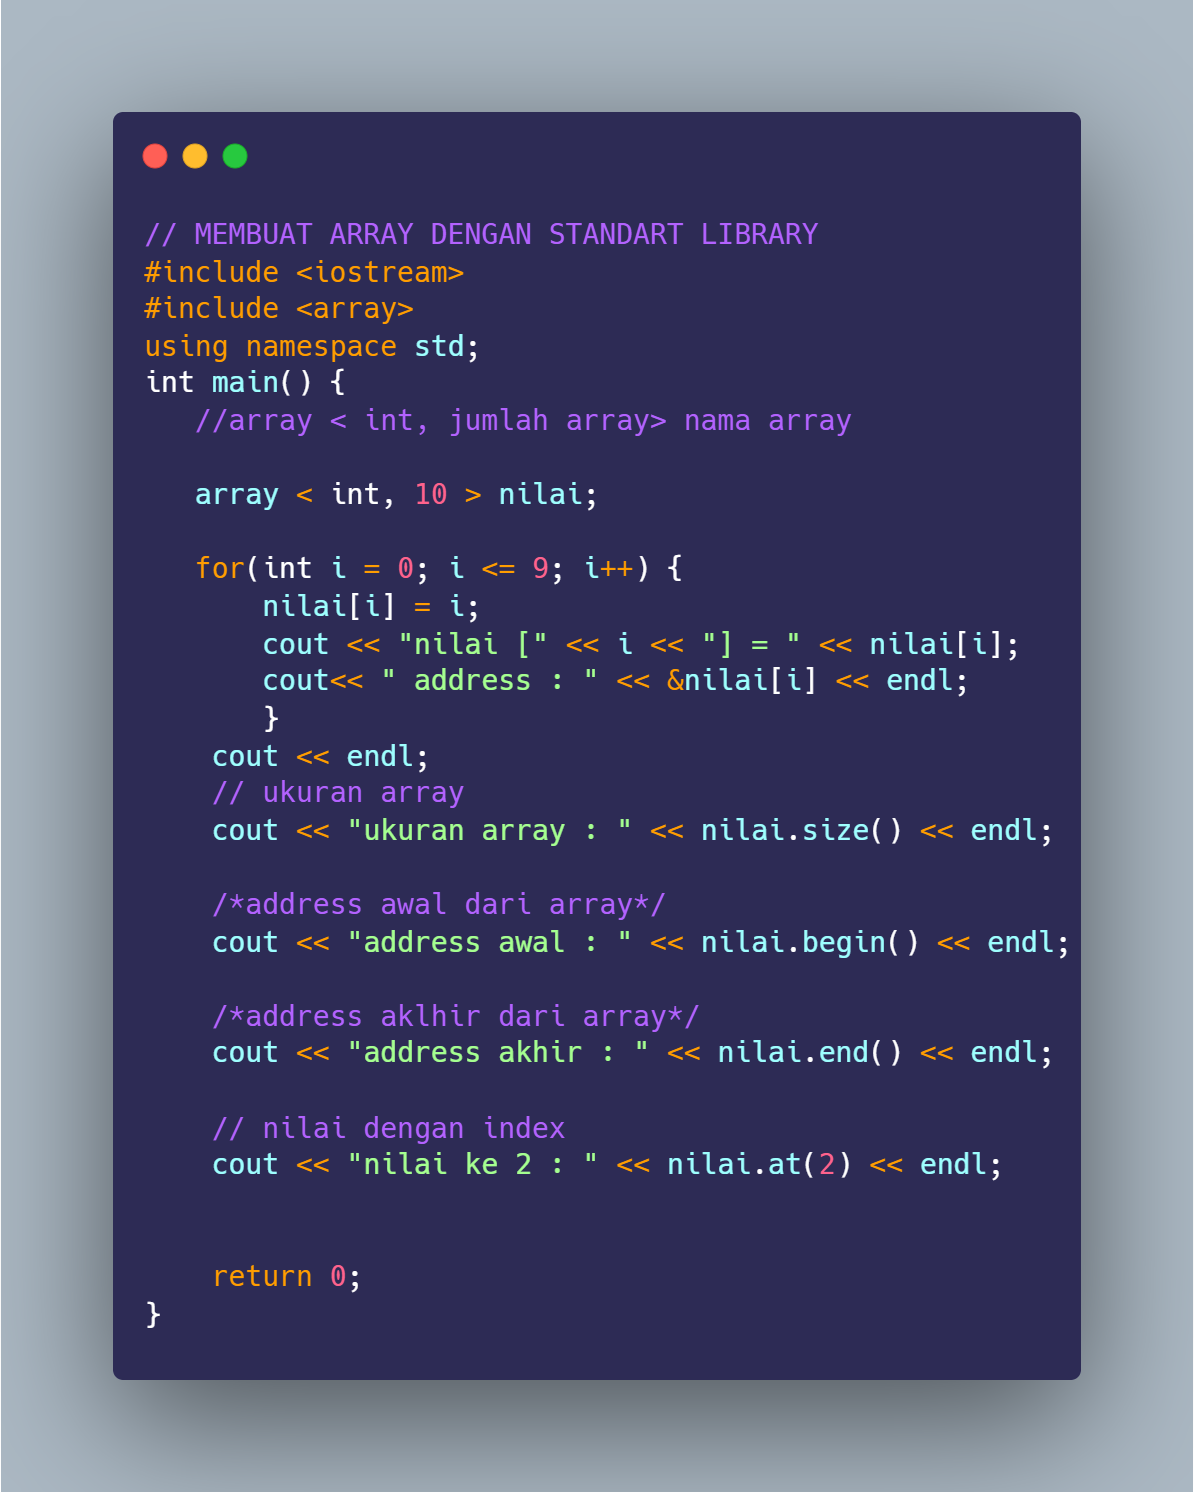 // MEMBUAT ARRAY DENGAN STANDART LIBRARY
#include <iostream>
#include <array>
using namespace std;
int main() {
   //array < int, jumlah array> nama array
   array < int, 10 > nilai;
   for(int i = 0; i <= 9; i++) {
       nilai[i] = i;
       cout << "nilai [" << i << "] = " << nilai[i];
       cout<< " address : " << &nilai[i] << endl;
       }
    cout << endl;
    // ukuran array
    cout << "ukuran array : " << nilai.size() << endl;
    /*address awal dari array*/
    cout << "address awal : " << nilai.begin() << endl;
    /*address aklhir dari array*/
    cout << "address akhir : " << nilai.end() << endl;
    // nilai dengan index
    cout << "nilai ke 2 : " << nilai.at(2) << endl;
    return 0;
}